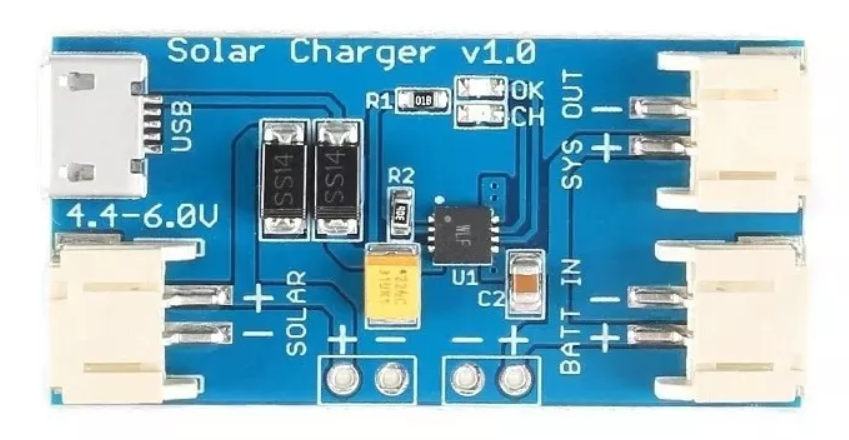 Solar Charger v1.0
USB
R1
01B
OK
CH
SYS OUT
- +
SS14
SS14
R2
4.4-6.0V
WLF
U1
C2
SOLAR
+ -
BATT IN
- +
+ -
- +